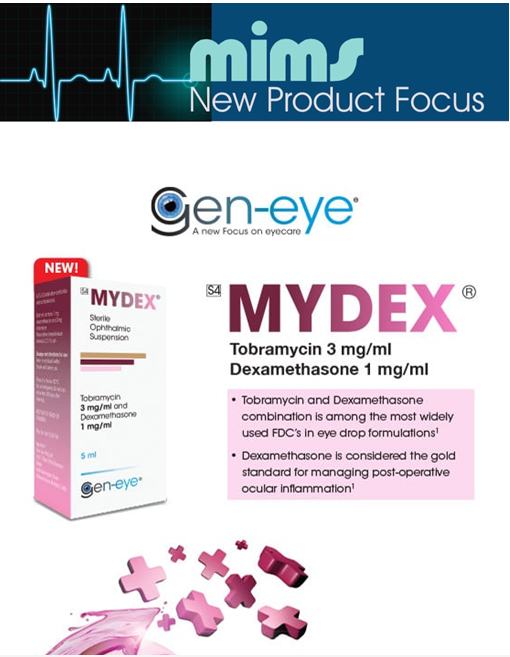 mims
New Product Focus
gen-eye®
A new Focus on eyecare
NEW!
S4 MYDEX®
Sterile
Ophthalmic
Suspension
Tobramycin
3 mg/ml and
Dexamethasone
1 mg/ml
5 ml
gen-eye®
S4 MYDEX®
Tobramycin 3 mg/ml
Dexamethasone 1 mg/ml
• Tobramycin and Dexamethasone
combination is among the most widely
used FDC's in eye drop formulations¹
• Dexamethasone is considered the gold
standard for managing post-operative
ocular inflammation¹